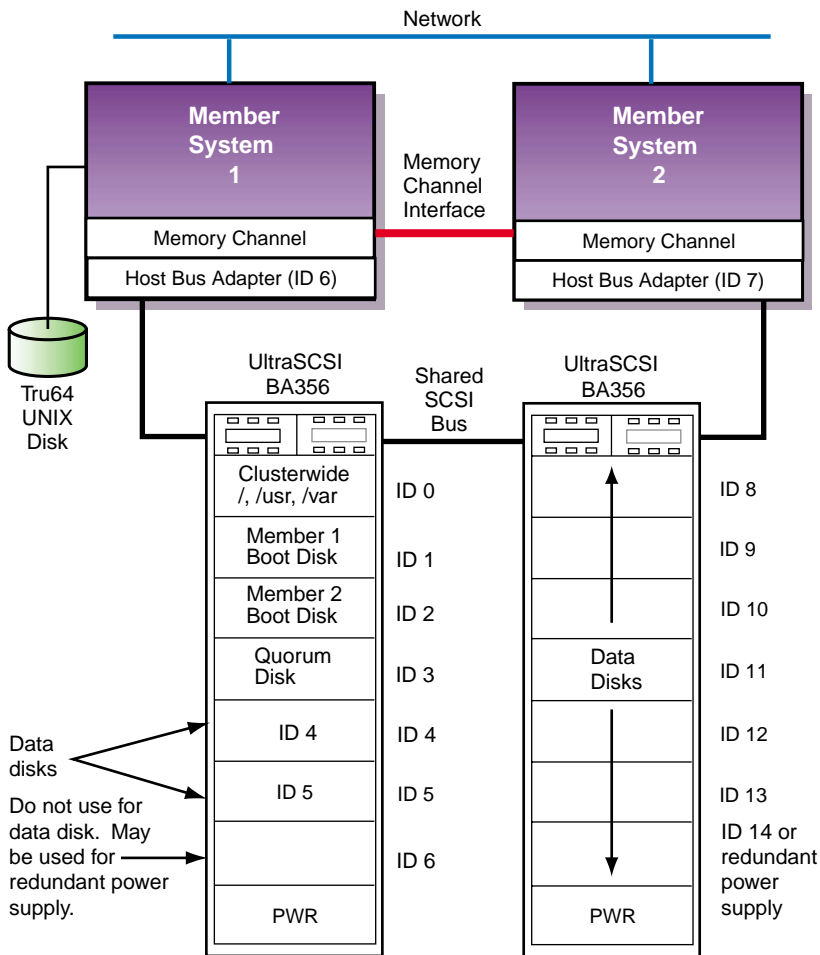 Network
Member
System
1
Memory
Channel
Interface
Member
System
2
Memory Channel
Memory Channel
Host Bus Adapter (ID 6)
Host Bus Adapter (ID 7)
Tru64
UNIX
Disk
UltraSCSI
BA356
Shared
SCSI
Bus
UltraSCSI
BA356
Clusterwide
/, /usr, /var
ID 0
ID 8
Member 1
Boot Disk
ID 1
ID 9
Member 2
Boot Disk
ID 2
ID 10
Quorum
Disk
ID 3
Data
Disks
ID 11
Data
disks
ID 4
ID 4
ID 12
ID 5
ID 5
ID 13
Do not use for
data disk. May
be used for
redundant power
supply.
ID 6
ID 14 or
redundant
power
supply
PWR
PWR